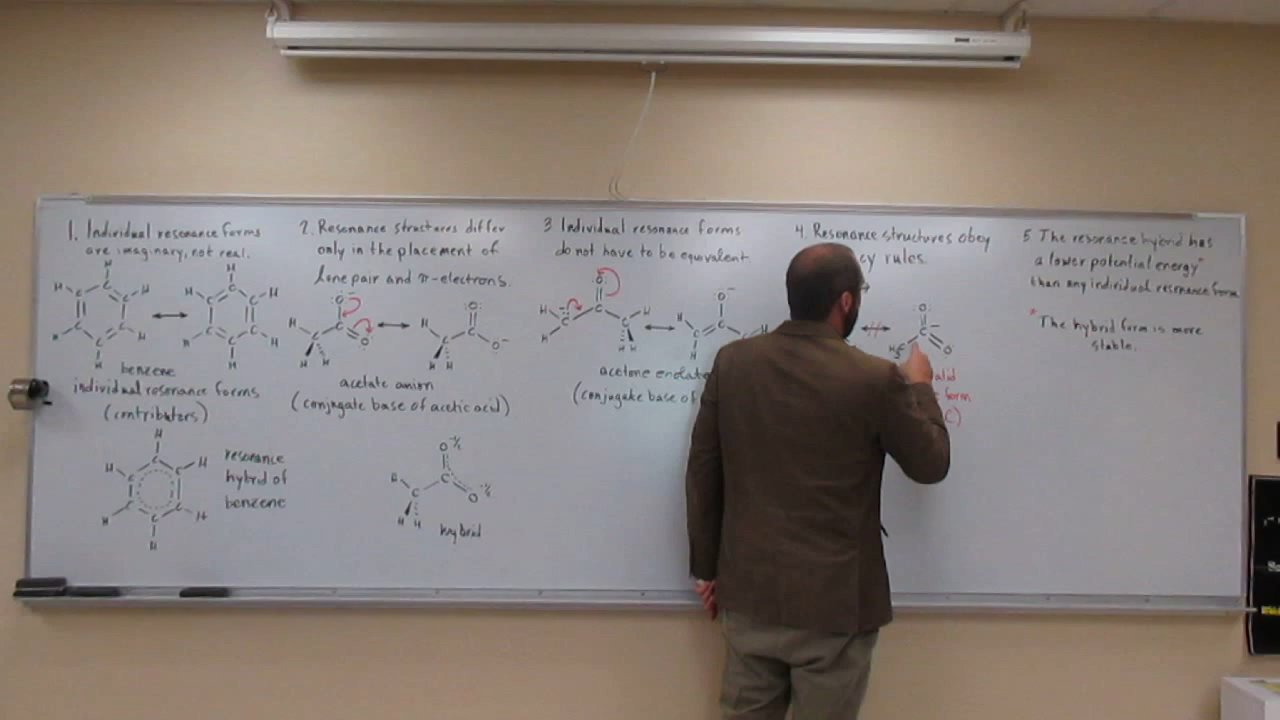 1. Individual resonance forms
are imaginary, not real.
benzene
individual resonance forms
(contributers)
resonance
hybrid of
benzene
2. Resonance structures differ
only in the placement of
lone pair and π-electrons.
acetate anion
(conjugate base of acetic acid)
hybrid
3 Individual resonance forms
do not have to be equivalent
acetone enolate
(conjugate base of
4. Resonance structures obey
cy rules.
alid
form
C)
5 The resonance hybrid has
a lower potential energy*
than any individual resonance form
*The hybrid form is more
stable.